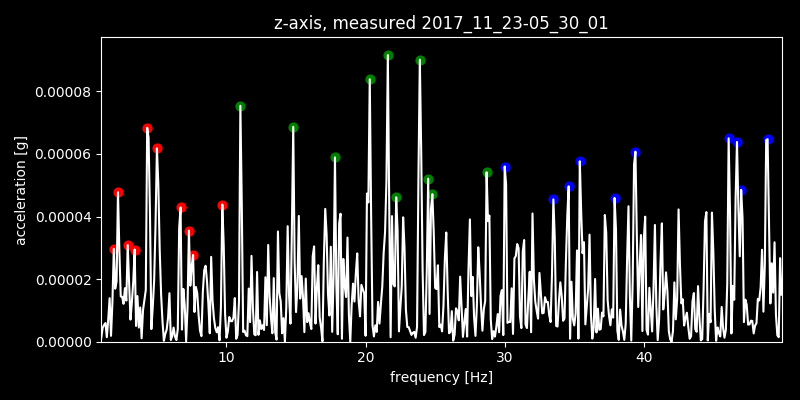 z-axis, measured 2017_11_23-05_30_01
acceleration [g]
0.00008
0.00006
0.00004
0.00002
0.00000
10 20 30 40
frequency [Hz]